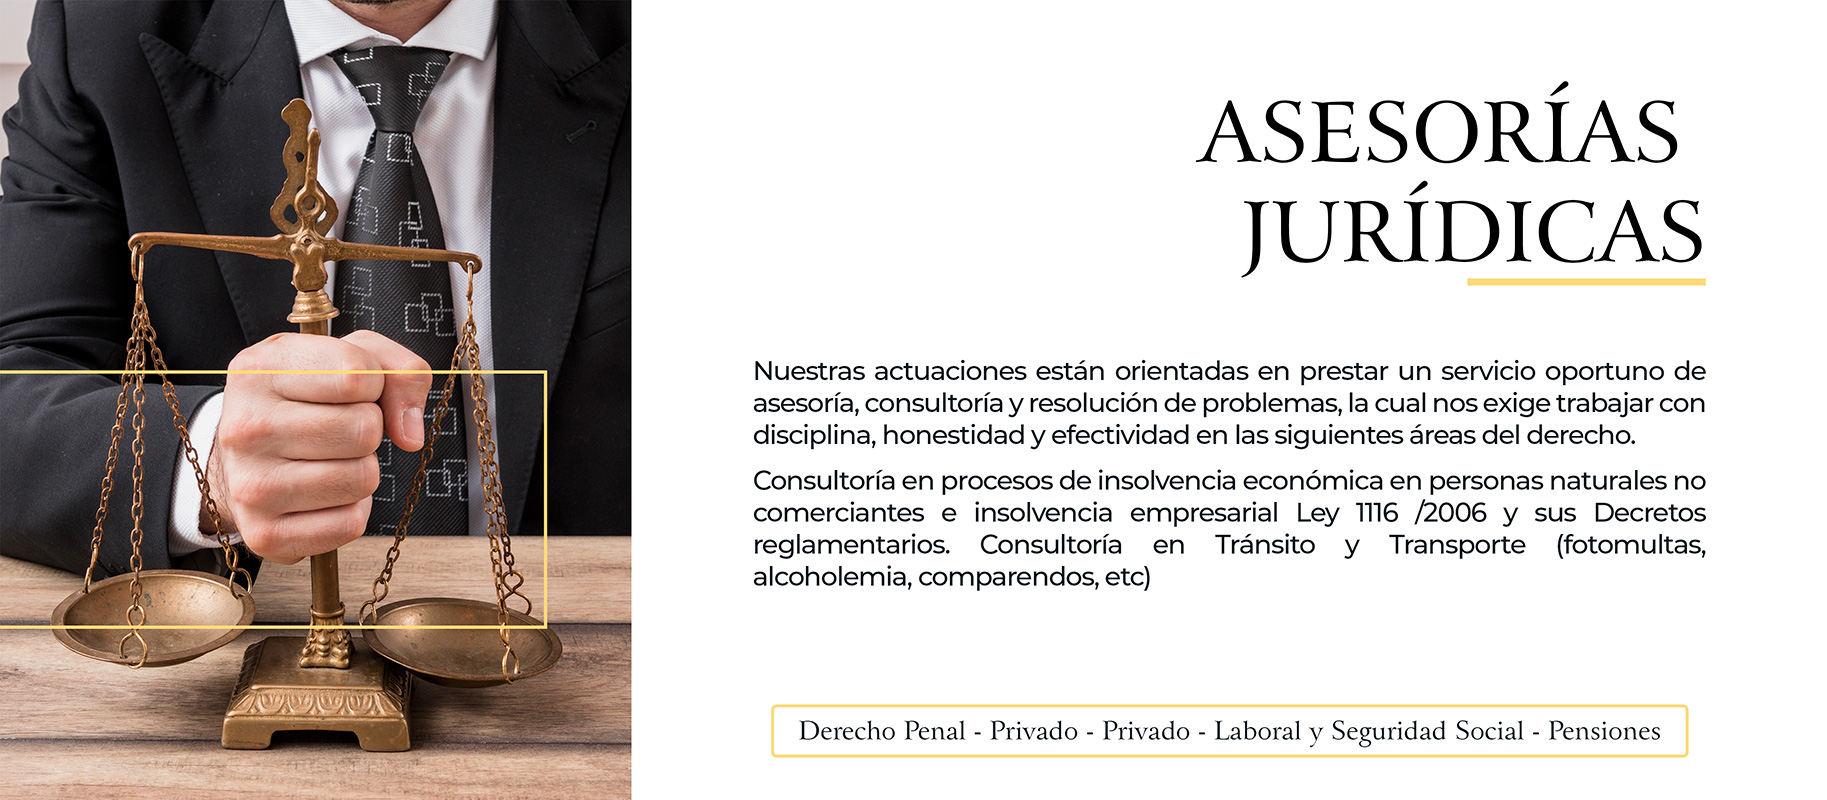 ASESORÍAS
JURÍDICAS
Nuestras actuaciones están orientadas en prestar un servicio oportuno de
asesoría, consultoría y resolución de problemas, la cual nos exige trabajar con
disciplina, honestidad y efectividad en las siguientes áreas del derecho.
Consultoría en procesos de insolvencia económica en personas naturales no
comerciantes e insolvencia empresarial Ley 1116 /2006 y sus Decretos
reglamentarios. Consultoría en Tránsito y Transporte (fotomultas,
alcoholemia, comparendos, etc)
Derecho Penal - Privado - Privado - Laboral y Seguridad Social - Pensiones